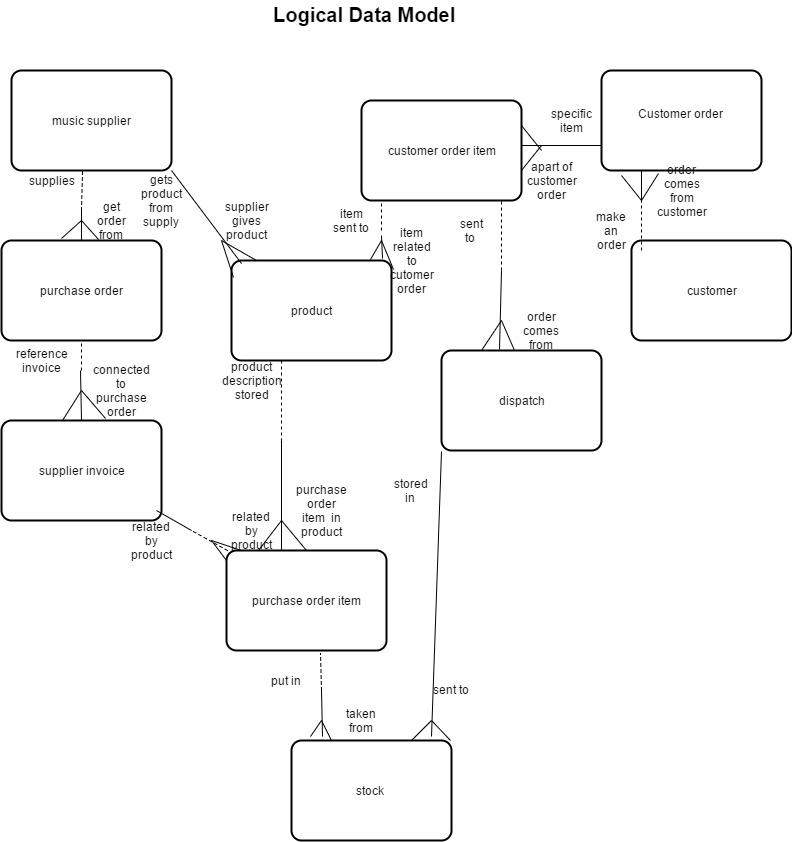 Logical Data Model
music supplier
customer order item
specific
item
Customer order
apart of
customer
order
order
comes
from
customer
supplies
gets
product
from
supply
get
order
from
supplier
gives
product
item
sent to
item
related
to
cutomer
order
sent
to
make
an
order
purchase order
product
customer
reference
invoice
connected
to
purchase
order
product
description
stored
order
comes
from
dispatch
supplier invoice
stored
in
related
by
product
related
by
product
purchase
order
item in
product
purchase order item
put in
taken
from
sent to
stock